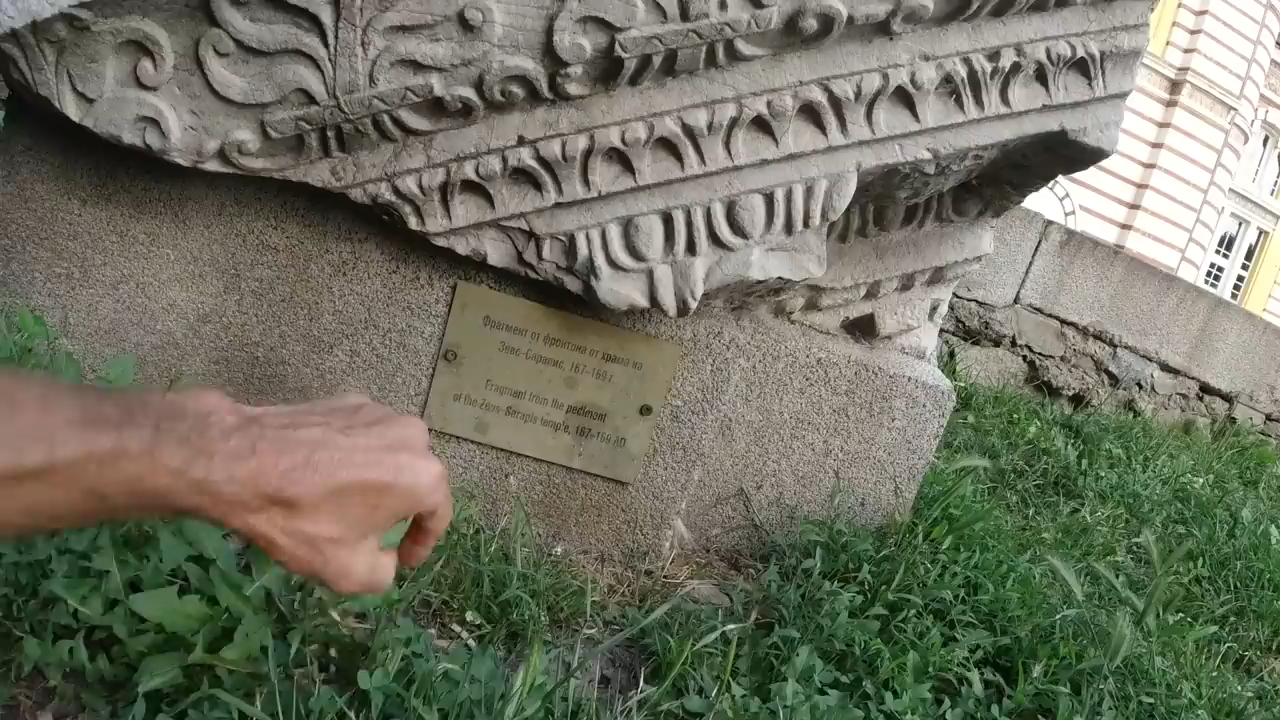 Фрагмент от фронтона от храма на
Зевс-Сарапис, 167-169 г.
Fragment from the pediment
of the Zeus-Serapis temple, 167-169 AD